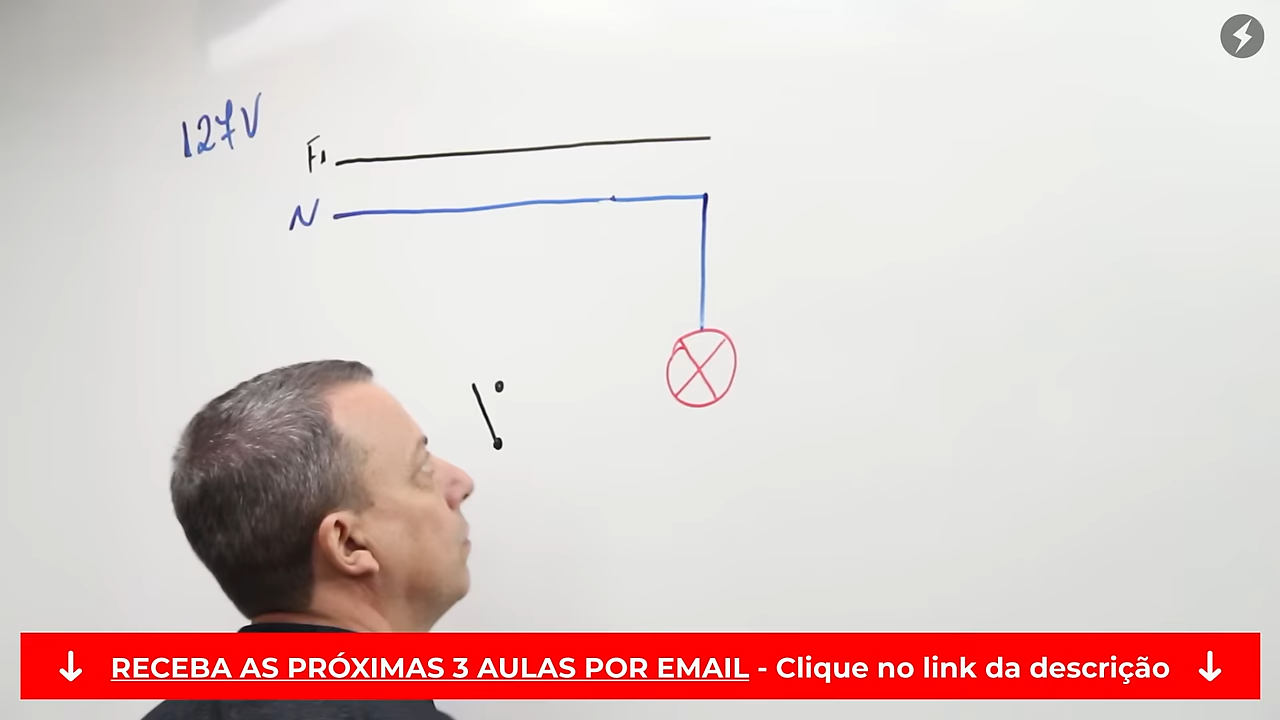 127V
F1
N
RECEBA AS PRÓXIMAS 3 AULAS POR EMAIL - Clique no link da descrição